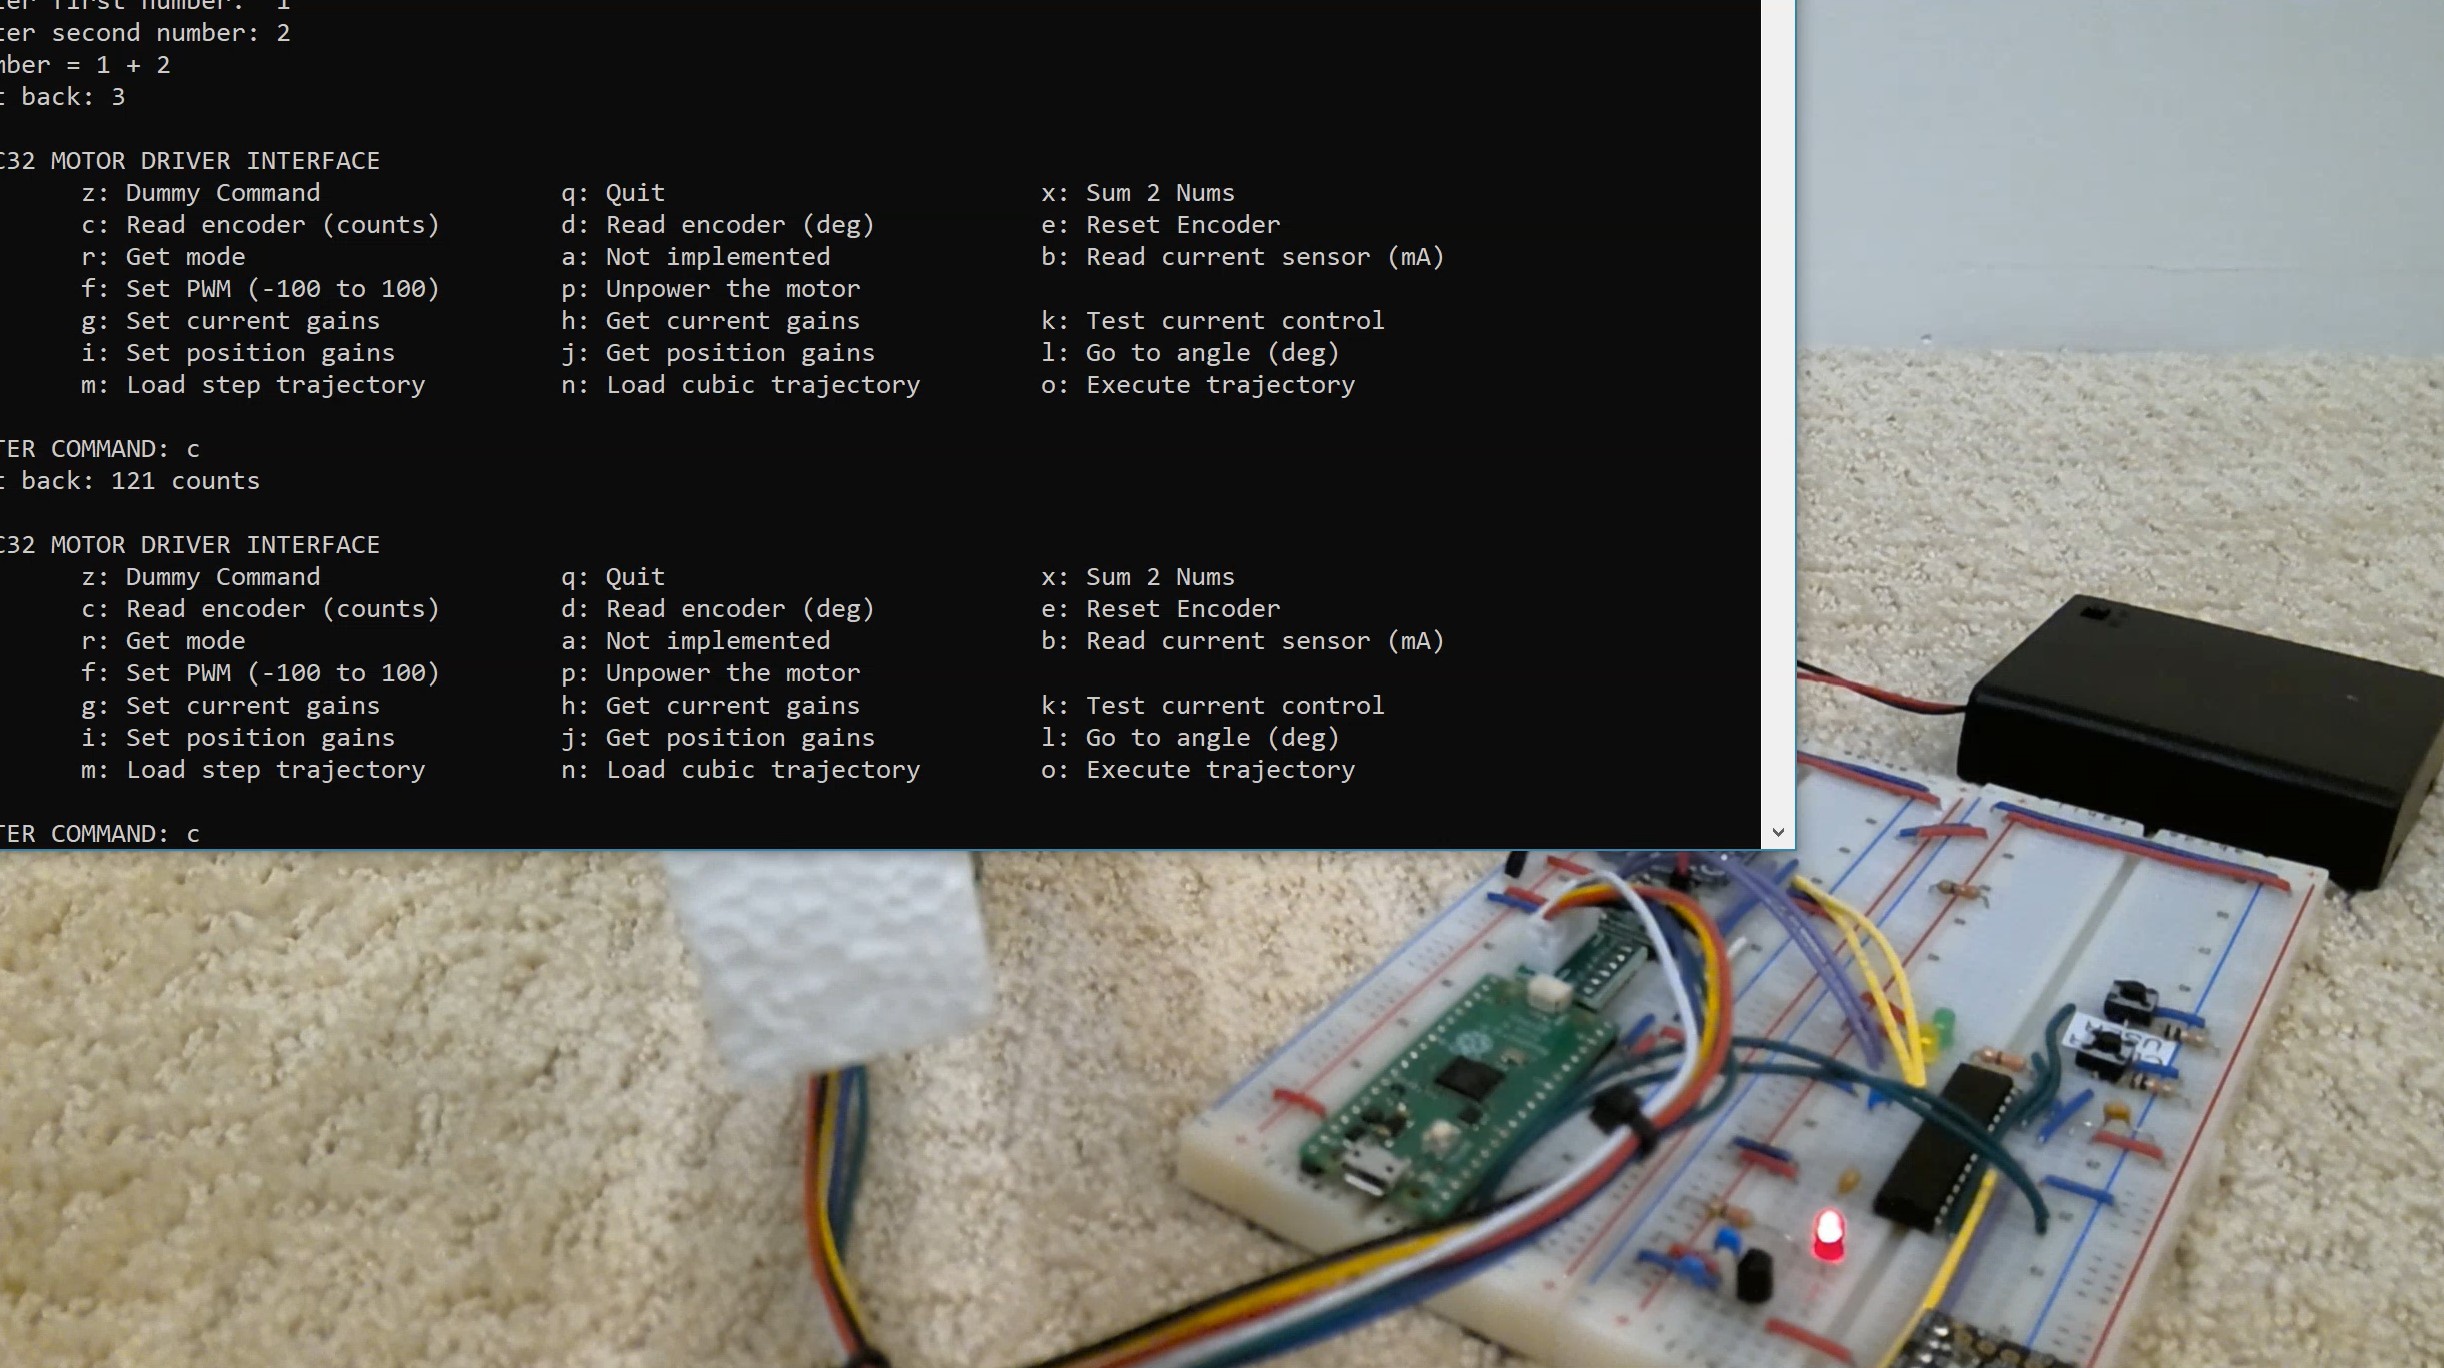 ter first number: 1
ter second number: 2
mber = 1 + 2
t back: 3
C32 MOTOR DRIVER INTERFACE
z: Dummy Command q: Quit x: Sum 2 Nums
c: Read encoder (counts) d: Read encoder (deg) e: Reset Encoder
r: Get mode a: Not implemented b: Read current sensor (mA)
f: Set PWM (-100 to 100) p: Unpower the motor
g: Set current gains h: Get current gains k: Test current control
i: Set position gains j: Get position gains l: Go to angle (deg)
m: Load step trajectory n: Load cubic trajectory o: Execute trajectory
TER COMMAND: c
t back: 121 counts
C32 MOTOR DRIVER INTERFACE
z: Dummy Command q: Quit x: Sum 2 Nums
c: Read encoder (counts) d: Read encoder (deg) e: Reset Encoder
r: Get mode a: Not implemented b: Read current sensor (mA)
f: Set PWM (-100 to 100) p: Unpower the motor
g: Set current gains h: Get current gains k: Test current control
i: Set position gains j: Get position gains l: Go to angle (deg)
m: Load step trajectory n: Load cubic trajectory o: Execute trajectory
TER COMMAND: c